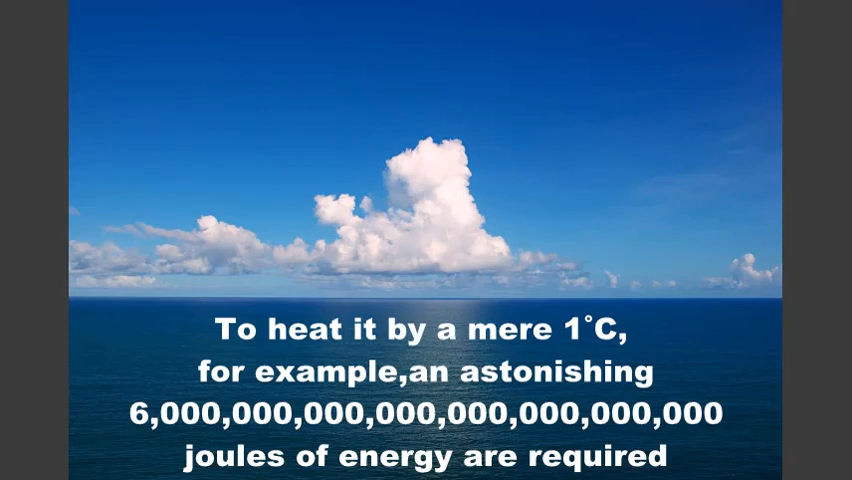 To heat it by a mere 1°C,
for example,an astonishing
6,000,000,000,000,000,000,000,000
joules of energy are required